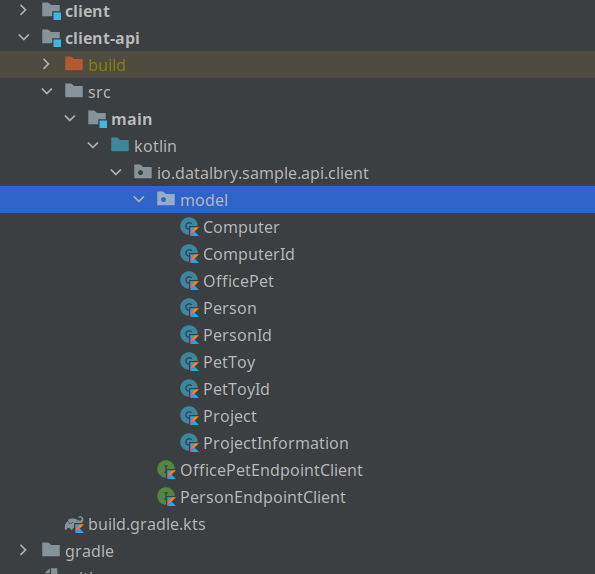 client
client-api
build
src
main
kotlin
io.datalbry.sample.api.client
model
Computer
ComputerId
OfficePet
Person
PersonId
PetToy
PetToyId
Project
ProjectInformation
OfficePetEndpointClient
PersonEndpointClient
build.gradle.kts
gradle